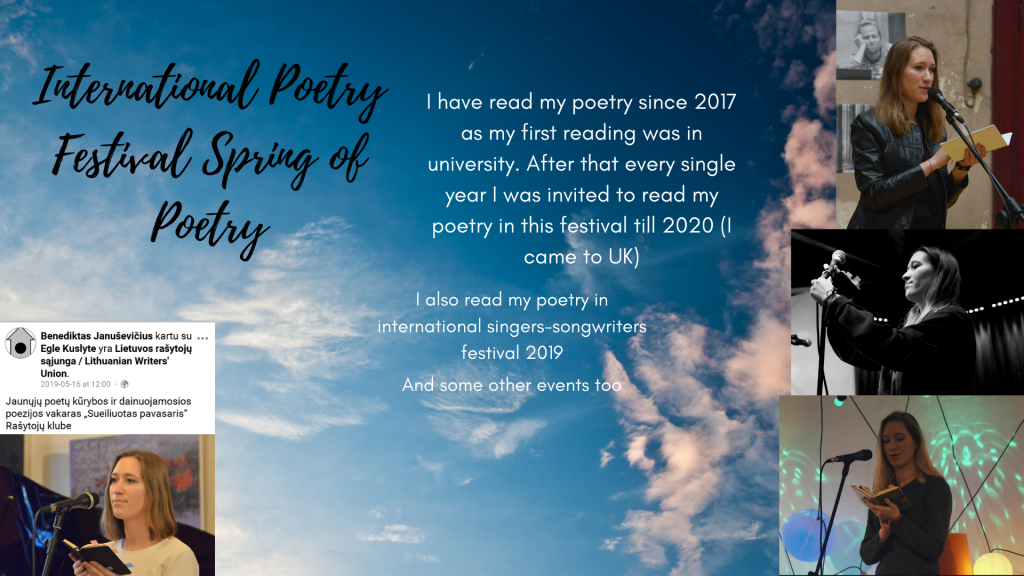 International Poetry
Festival Spring of
Poetry
I have read my poetry since 2017
as my first reading was in
university. After that every single
year I was invited to read my
poetry in this festival till 2020 (I
came to UK)
I also read my poetry in
international singers-songwriters
festival 2019
And some other events too
Benediktas Januševičius kartu su
Egle Kuslyte yra Lietuvos rašytojų
sąjunga / Lithuanian Writers'
Union.
2019-05-16 at 12:00 ·
Jaunųjų poetų kūrybos ir dainuojamosios
poezijos vakaras „Sueiliuotas pavasaris"
Rašytojų klube